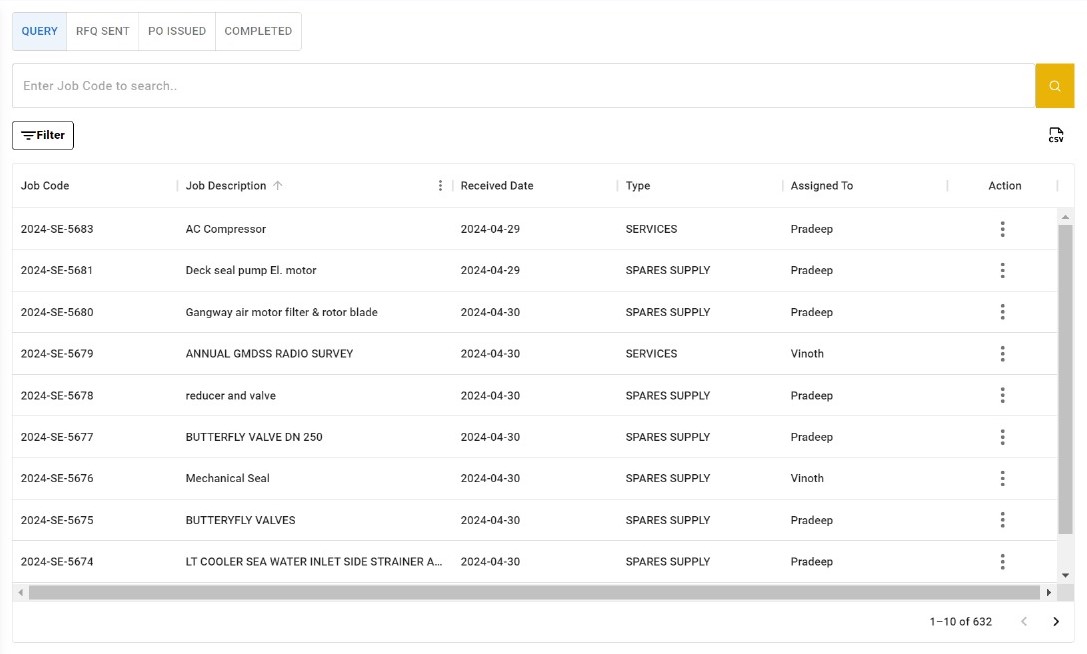 QUERY RFQ SENT PO ISSUED COMPLETED
Enter Job Code to search..
Filter
CSV
Job Code Job Description Received Date Type Assigned To Action
2024-SE-5683 AC Compressor 2024-04-29 SERVICES Pradeep
2024-SE-5681 Deck seal pump El. motor 2024-04-29 SPARES SUPPLY Pradeep
2024-SE-5680 Gangway air motor filter & rotor blade 2024-04-30 SPARES SUPPLY Pradeep
2024-SE-5679 ANNUAL GMDSS RADIO SURVEY 2024-04-30 SERVICES Vinoth
2024-SE-5678 reducer and valve 2024-04-30 SPARES SUPPLY Pradeep
2024-SE-5677 BUTTERFLY VALVE DN 250 2024-04-30 SPARES SUPPLY Pradeep
2024-SE-5676 Mechanical Seal 2024-04-30 SPARES SUPPLY Vinoth
2024-SE-5675 BUTTERYFLY VALVES 2024-04-30 SPARES SUPPLY Pradeep
2024-SE-5674 LT COOLER SEA WATER INLET SIDE STRAINER A... 2024-04-30 SPARES SUPPLY Pradeep
1–10 of 632